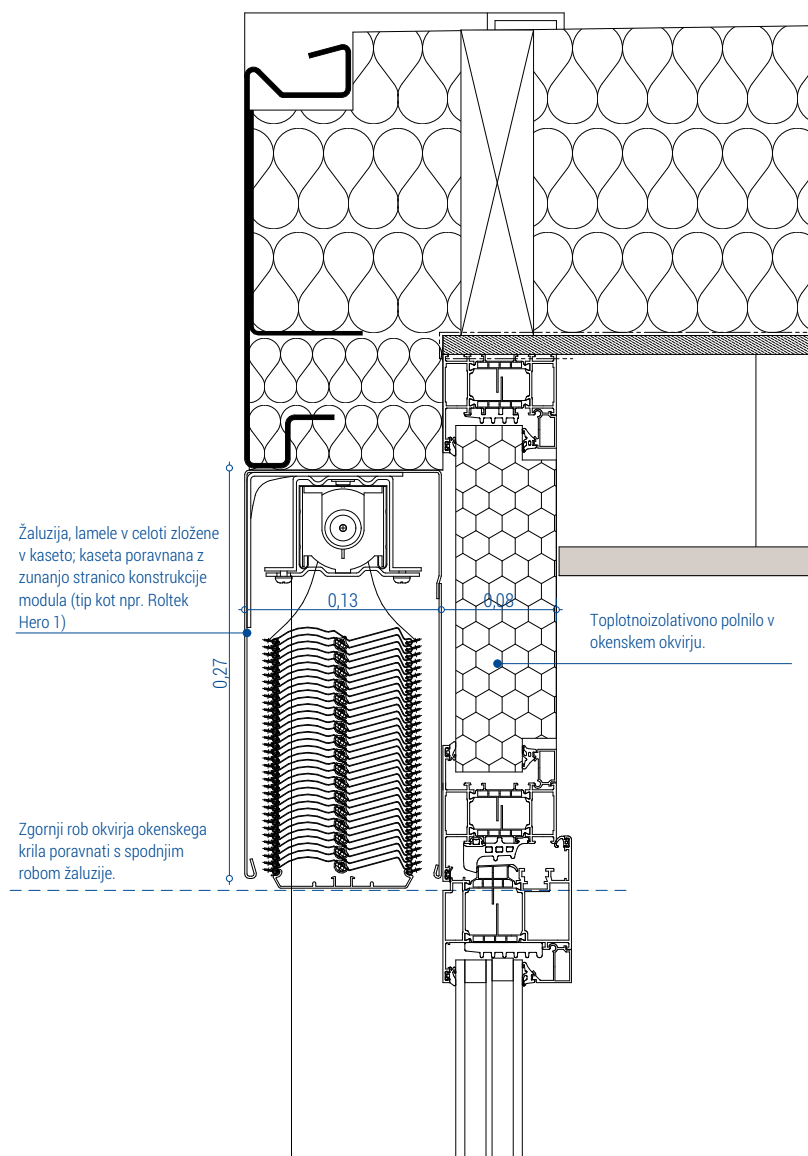 Žaluzija, lamele v celoti zložene
v kaseto; kaseta poravnana z
zunanjo stranico konstrukcije
modula (tip kot npr. Roltek
Hero 1)
0,13
0,08
Toplotnoizolativono polnilo v
okenskem okvirju.
0,27
Zgornji rob okvirja okenskega
krila poravnati s spodnjim
robom žaluzije.